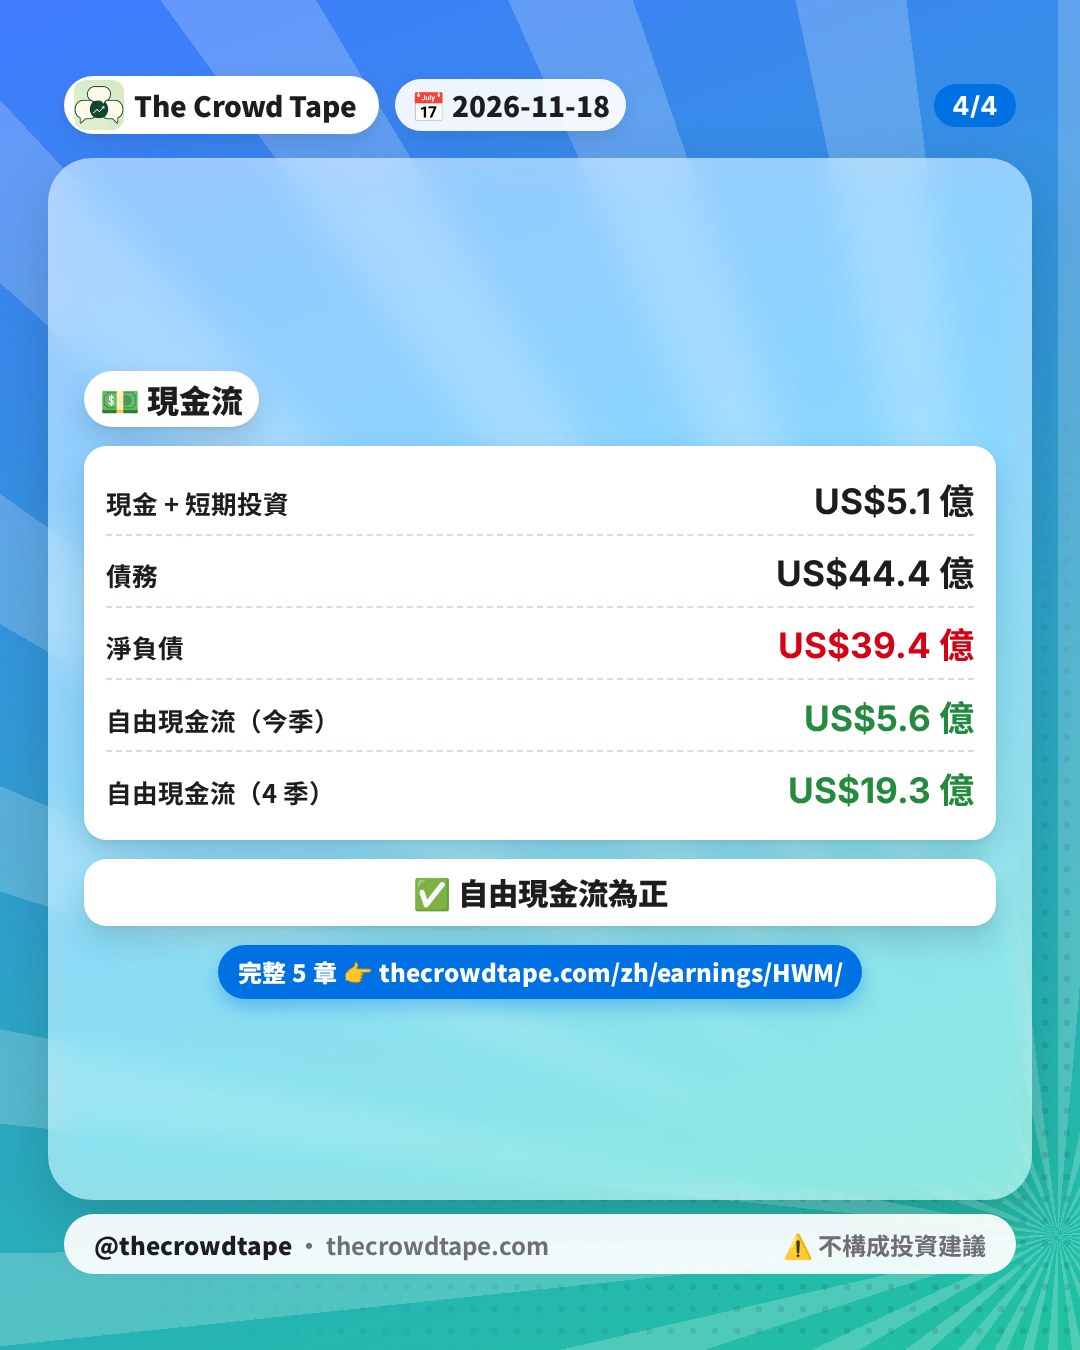 The Crowd Tape
📅 2026-11-18
4/4
💵 現金流
現金 + 短期投資 US$5.1 億
債務 US$44.4 億
淨負債 US$39.4 億
自由現金流（今季） US$5.6 億
自由現金流（4 季） US$19.3 億
✅ 自由現金流為正
完整 5 章 👉 thecrowdtape.com/zh/earnings/HWM/
@thecrowdtape • thecrowdtape.com
⚠️ 不構成投資建議